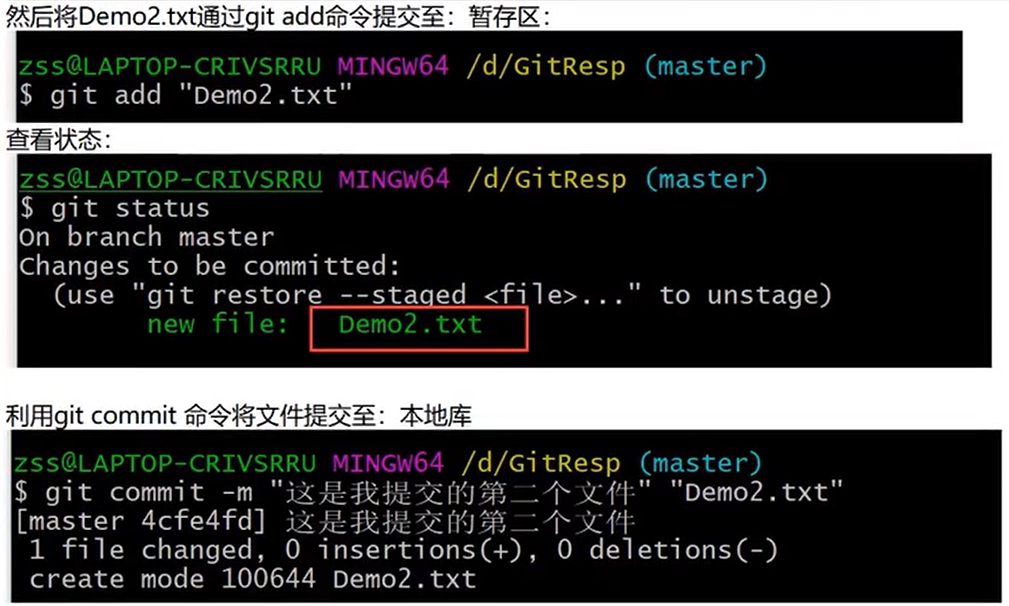 然后将Demo2.txt通过git add命令提交至：暂存区：
zss@LAPTOP-CRIVSRRU MINGW64 /d/GitResp (master)
$ git add "Demo2.txt"
查看状态：
zss@LAPTOP-CRIVSRRU MINGW64 /d/GitResp (master)
$ git status
On branch master
Changes to be committed:
  (use "git restore --staged <file>..." to unstage)
        new file:   Demo2.txt
利用git commit 命令将文件提交至：本地库
zss@LAPTOP-CRIVSRRU MINGW64 /d/GitResp (master)
$ git commit -m "这是我提交的第二个文件" "Demo2.txt"
[master 4cfe4fd] 这是我提交的第二个文件
 1 file changed, 0 insertions(+), 0 deletions(-)
 create mode 100644 Demo2.txt